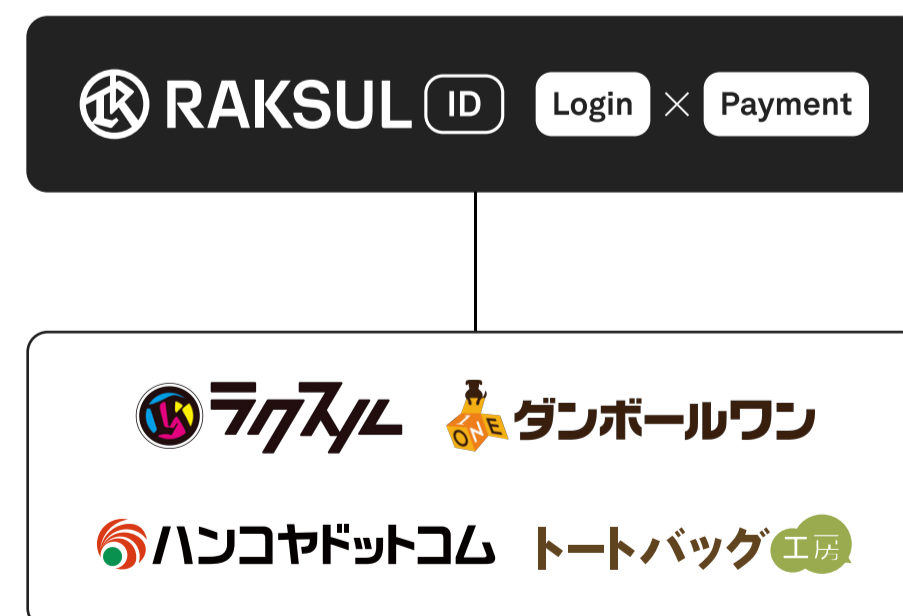 RAKSUL ID Login × Payment
ラクスル ONE ダンボールワン
ハンコヤドットコム トートバッグ工房